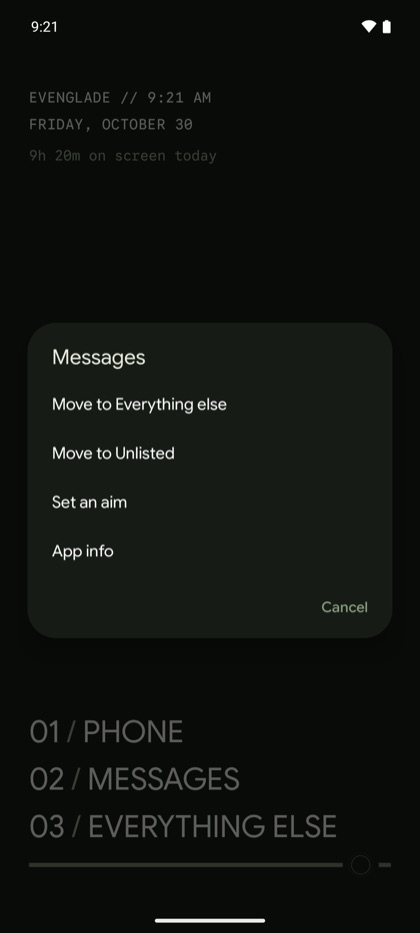 9:21
EVENGLADE // 9:21 AM
FRIDAY, OCTOBER 30
9h 20m on screen today
Messages
Move to Everything else
Move to Unlisted
Set an aim
App info
Cancel
01 / PHONE
02 / MESSAGES
03 / EVERYTHING ELSE